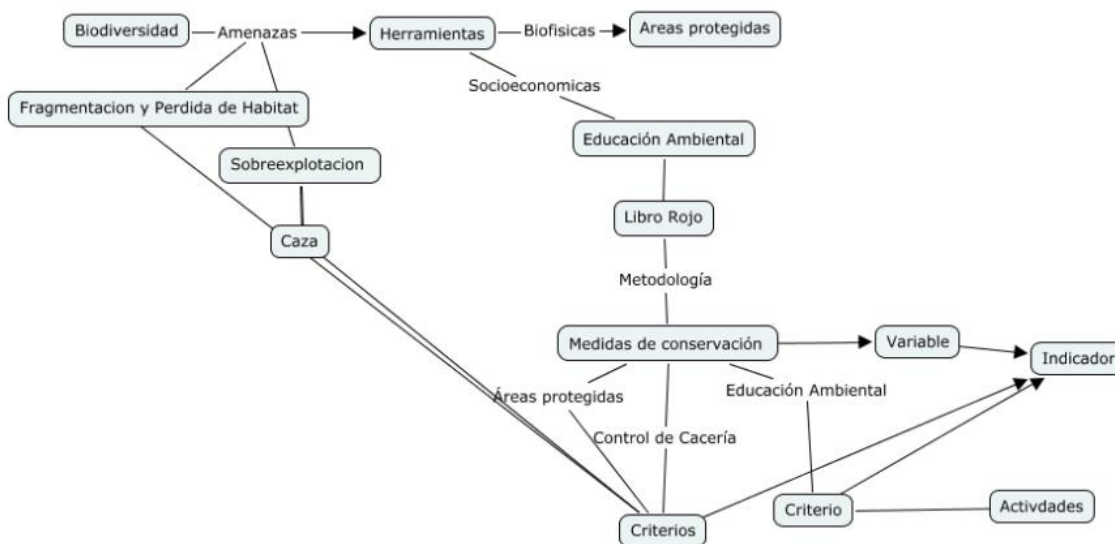 Biodiversidad
Amenazas
Herramientas
Biofisicas
Areas protegidas
Socioeconomicas
Fragmentacion y Perdida de Habitat
Educación Ambiental
Sobreexplotacion
Libro Rojo
Caza
Metodología
Medidas de conservación
Variable
Indicador
Áreas protegidas
Educación Ambiental
Control de Cacería
Criterios
Criterio
Activdades